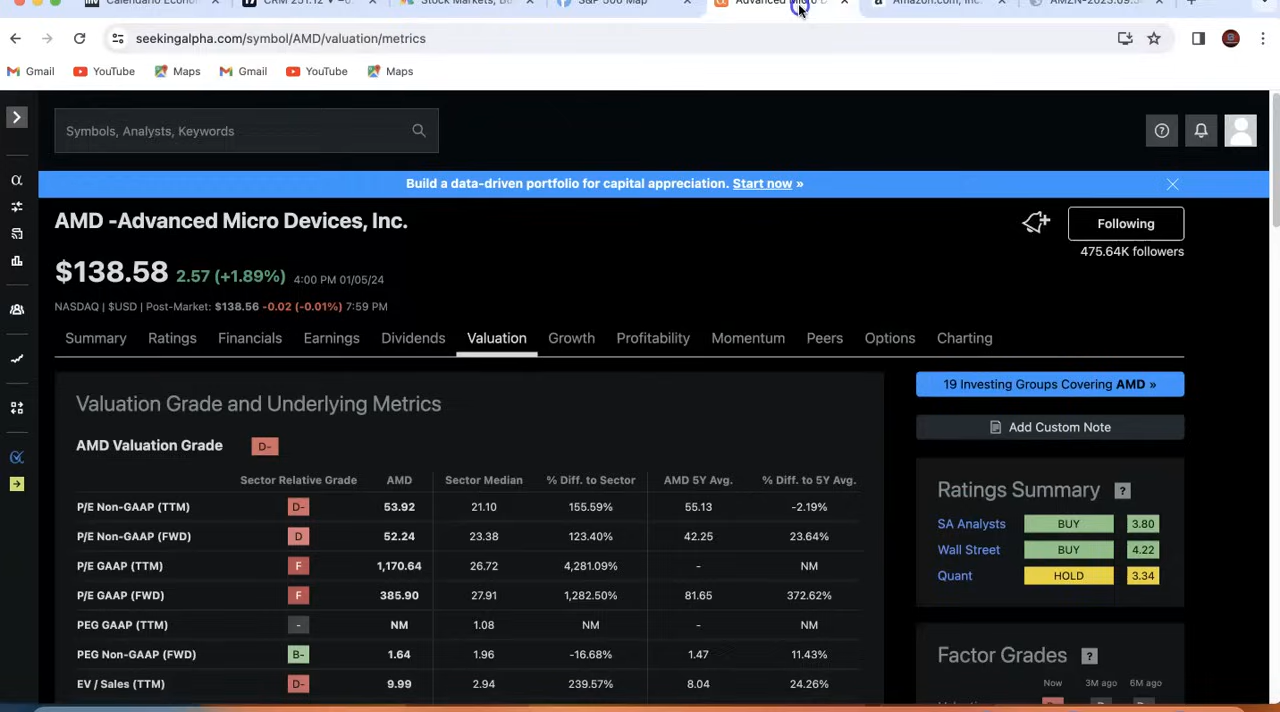 Calendario Econo
CRM 251.12 ▼ −0.
Stock Markets, Bu
S&P 500 Map
Advanced Micro D
Amazon.com, Inc.
AMZN-2023.09.3
seekingalpha.com/symbol/AMD/valuation/metrics
Gmail YouTube Maps Gmail YouTube Maps
Symbols, Analysts, Keywords
Build a data-driven portfolio for capital appreciation. Start now »
AMD -Advanced Micro Devices, Inc.
Following
475.64K followers
$138.58 2.57 (+1.89%) 4:00 PM 01/05/24
NASDAQ | $USD | Post-Market: $138.56 -0.02 (-0.01%) 7:59 PM
Summary Ratings Financials Earnings Dividends Valuation Growth Profitability Momentum Peers Options Charting
Valuation Grade and Underlying Metrics
AMD Valuation Grade D-
Sector Relative Grade AMD Sector Median % Diff. to Sector AMD 5Y Avg. % Diff. to 5Y Avg.
P/E Non-GAAP (TTM) D- 53.92 21.10 155.59% 55.13 -2.19%
P/E Non-GAAP (FWD) D 52.24 23.38 123.40% 42.25 23.64%
P/E GAAP (TTM) F 1,170.64 26.72 4,281.09% - NM
P/E GAAP (FWD) F 385.90 27.91 1,282.50% 81.65 372.62%
PEG GAAP (TTM) - NM 1.08 NM - NM
PEG Non-GAAP (FWD) B- 1.64 1.96 -16.68% 1.47 11.43%
EV / Sales (TTM) D- 9.99 2.94 239.57% 8.04 24.26%
19 Investing Groups Covering AMD »
Add Custom Note
Ratings Summary ?
SA Analysts BUY 3.80
Wall Street BUY 4.22
Quant HOLD 3.34
Factor Grades ?
Now 3M ago 6M ago